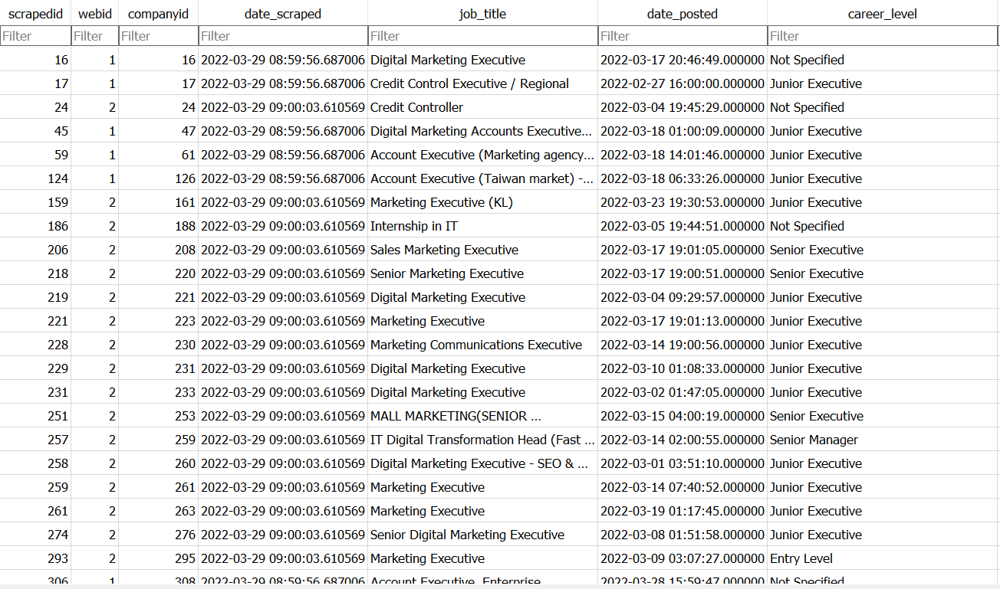 scrapedid webid companyid date_scraped job_title date_posted career_level
Filter Filter Filter Filter Filter Filter Filter
16 1 16 2022-03-29 08:59:56.687006 Digital Marketing Executive 2022-03-17 20:46:49.000000 Not Specified
17 1 17 2022-03-29 08:59:56.687006 Credit Control Executive / Regional 2022-02-27 16:00:00.000000 Junior Executive
24 2 24 2022-03-29 09:00:03.610569 Credit Controller 2022-03-04 19:45:29.000000 Not Specified
45 1 47 2022-03-29 08:59:56.687006 Digital Marketing Accounts Executive... 2022-03-18 01:00:09.000000 Junior Executive
59 1 61 2022-03-29 08:59:56.687006 Account Executive (Marketing agency... 2022-03-18 14:01:46.000000 Junior Executive
124 1 126 2022-03-29 08:59:56.687006 Account Executive (Taiwan market) -... 2022-03-18 06:33:26.000000 Junior Executive
159 2 161 2022-03-29 09:00:03.610569 Marketing Executive (KL) 2022-03-23 19:30:53.000000 Junior Executive
186 2 188 2022-03-29 09:00:03.610569 Internship in IT 2022-03-05 19:44:51.000000 Not Specified
206 2 208 2022-03-29 09:00:03.610569 Sales Marketing Executive 2022-03-17 19:01:05.000000 Senior Executive
218 2 220 2022-03-29 09:00:03.610569 Senior Marketing Executive 2022-03-17 19:00:51.000000 Senior Executive
219 2 221 2022-03-29 09:00:03.610569 Digital Marketing Executive 2022-03-04 09:29:57.000000 Junior Executive
221 2 223 2022-03-29 09:00:03.610569 Marketing Executive 2022-03-17 19:01:13.000000 Junior Executive
228 2 230 2022-03-29 09:00:03.610569 Marketing Communications Executive 2022-03-14 19:00:56.000000 Junior Executive
229 2 231 2022-03-29 09:00:03.610569 Digital Marketing Executive 2022-03-10 01:08:33.000000 Junior Executive
231 2 233 2022-03-29 09:00:03.610569 Digital Marketing Executive 2022-03-02 01:47:05.000000 Junior Executive
251 2 253 2022-03-29 09:00:03.610569 MALL MARKETING(SENIOR ... 2022-03-15 04:00:19.000000 Senior Executive
257 2 259 2022-03-29 09:00:03.610569 IT Digital Transformation Head (Fast ... 2022-03-14 02:00:55.000000 Senior Manager
258 2 260 2022-03-29 09:00:03.610569 Digital Marketing Executive - SEO & ... 2022-03-01 03:51:10.000000 Junior Executive
259 2 261 2022-03-29 09:00:03.610569 Marketing Executive 2022-03-14 07:40:52.000000 Junior Executive
261 2 263 2022-03-29 09:00:03.610569 Marketing Executive 2022-03-19 01:17:45.000000 Junior Executive
274 2 276 2022-03-29 09:00:03.610569 Senior Digital Marketing Executive 2022-03-08 01:51:58.000000 Junior Executive
293 2 295 2022-03-29 09:00:03.610569 Marketing Executive 2022-03-09 03:07:27.000000 Entry Level
306 1 308 2022-03-29 08:59:56.687006 Account Executive, Enterprise 2022-03-28 15:59:47.000000 Not Specified